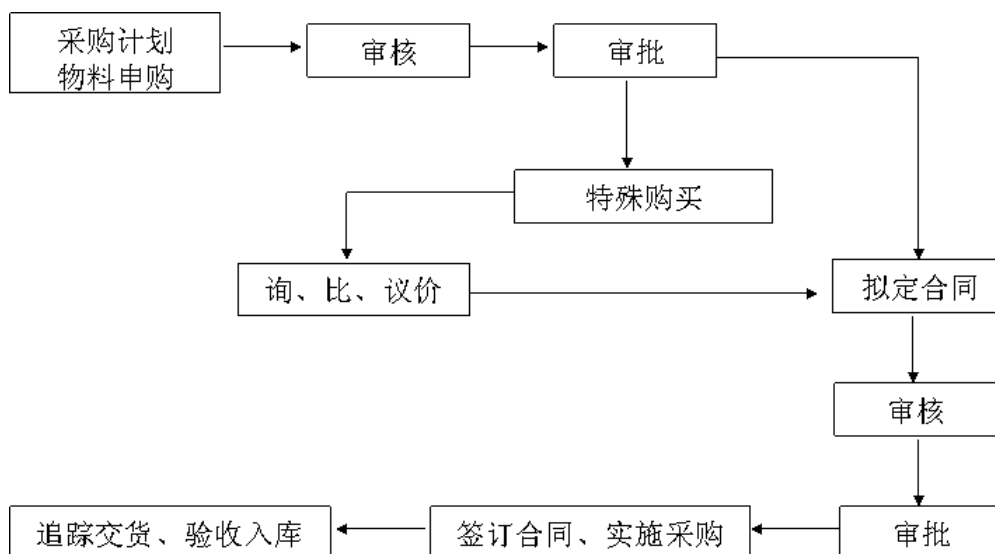 采购计划
物料申购
审核
审批
特殊购买
询、比、议价
拟定合同
审核
审批
签订合同、实施采购
追踪交货、验收入库